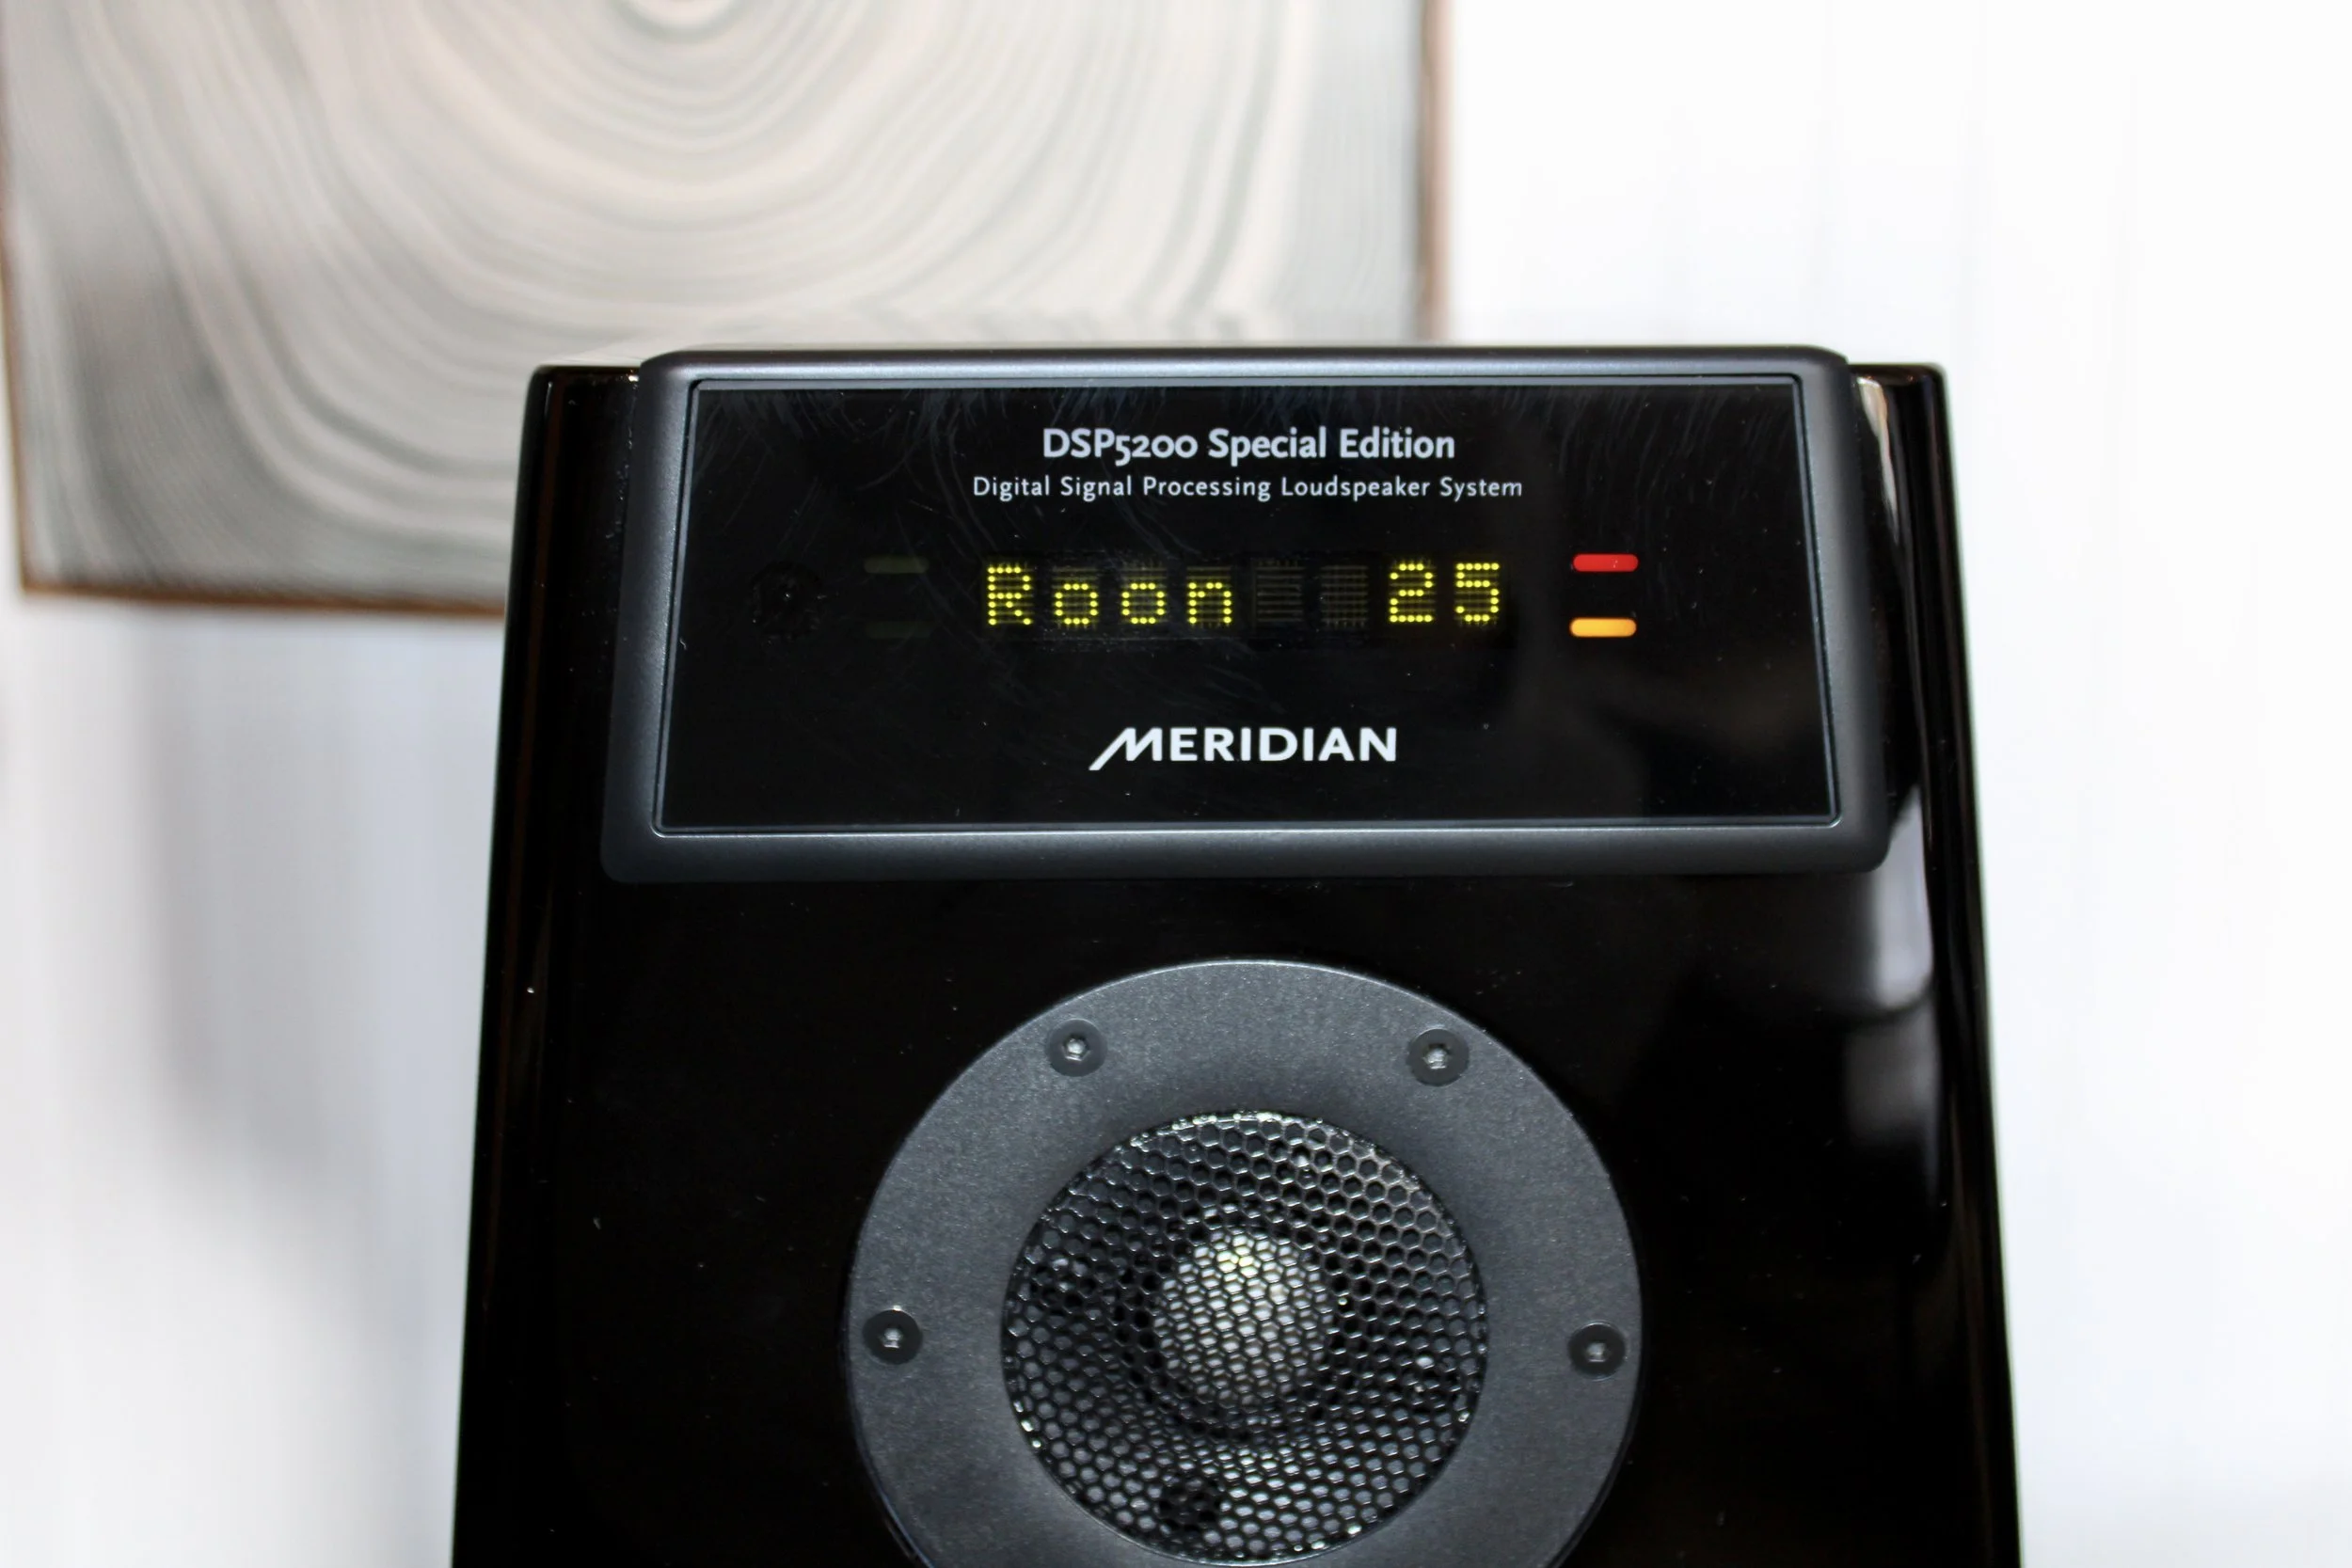 DSP5200 Special Edition
Digital Signal Processing Loudspeaker System
Roon 25
MERIDIAN